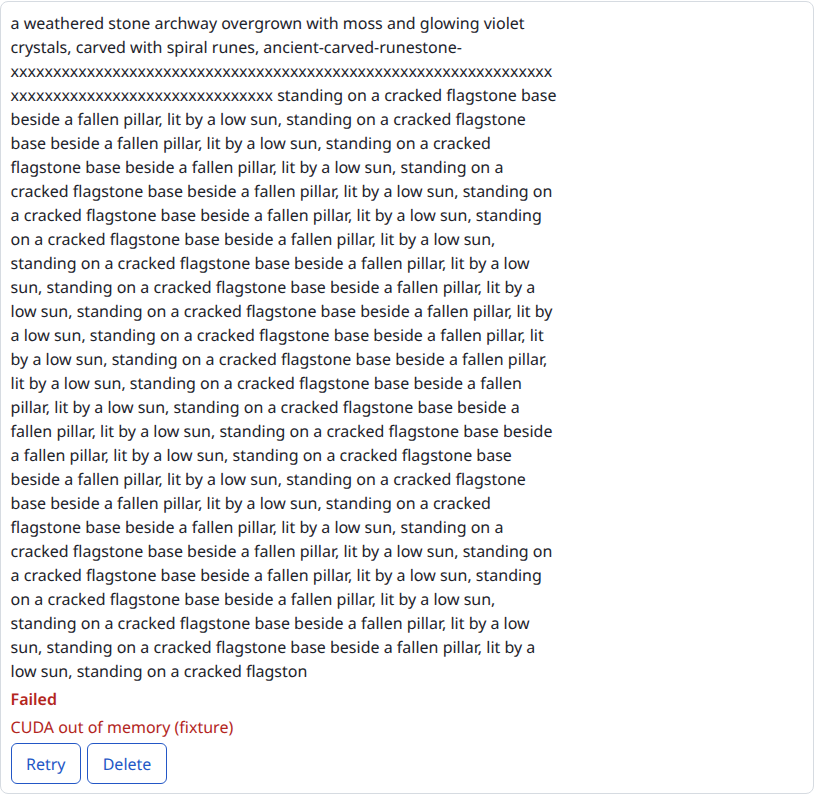 a weathered stone archway overgrown with moss and glowing violet
crystals, carved with spiral runes, ancient-carved-runestone-
xxxxxxxxxxxxxxxxxxxxxxxxxxxxxxxxxxxxxxxxxxxxxxxxxxxxxxxxxxxxxxxxx
xxxxxxxxxxxxxxxxxxxxxxxxxxxxxxx standing on a cracked flagstone base
beside a fallen pillar, lit by a low sun, standing on a cracked flagstone
base beside a fallen pillar, lit by a low sun, standing on a cracked
flagstone base beside a fallen pillar, lit by a low sun, standing on a
cracked flagstone base beside a fallen pillar, lit by a low sun, standing on
a cracked flagstone base beside a fallen pillar, lit by a low sun, standing
on a cracked flagstone base beside a fallen pillar, lit by a low sun,
standing on a cracked flagstone base beside a fallen pillar, lit by a low
sun, standing on a cracked flagstone base beside a fallen pillar, lit by a
low sun, standing on a cracked flagstone base beside a fallen pillar, lit by
a low sun, standing on a cracked flagstone base beside a fallen pillar, lit
by a low sun, standing on a cracked flagstone base beside a fallen pillar,
lit by a low sun, standing on a cracked flagstone base beside a fallen
pillar, lit by a low sun, standing on a cracked flagstone base beside a
fallen pillar, lit by a low sun, standing on a cracked flagstone base beside
a fallen pillar, lit by a low sun, standing on a cracked flagstone base
beside a fallen pillar, lit by a low sun, standing on a cracked flagstone
base beside a fallen pillar, lit by a low sun, standing on a cracked
flagstone base beside a fallen pillar, lit by a low sun, standing on a
cracked flagstone base beside a fallen pillar, lit by a low sun, standing on
a cracked flagstone base beside a fallen pillar, lit by a low sun, standing
on a cracked flagstone base beside a fallen pillar, lit by a low sun,
standing on a cracked flagstone base beside a fallen pillar, lit by a low
sun, standing on a cracked flagstone base beside a fallen pillar, lit by a
low sun, standing on a cracked flagston
Failed
CUDA out of memory (fixture)
Retry
Delete